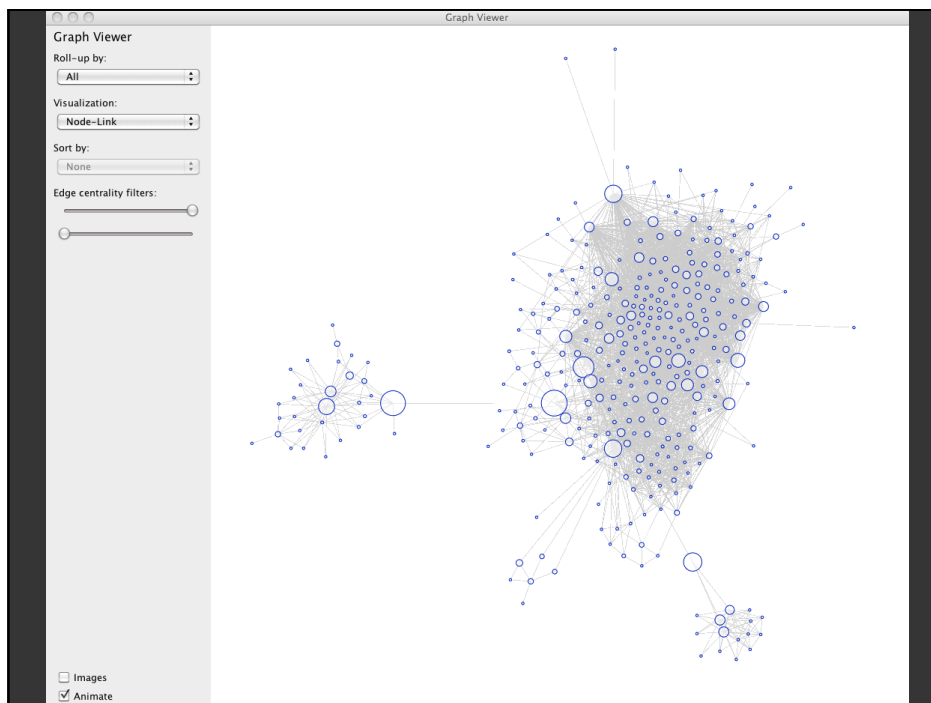 Graph Viewer
Graph Viewer
Roll-up by:
All
Visualization:
Node-Link
Sort by:
None
Edge centrality filters:
Images
Animate